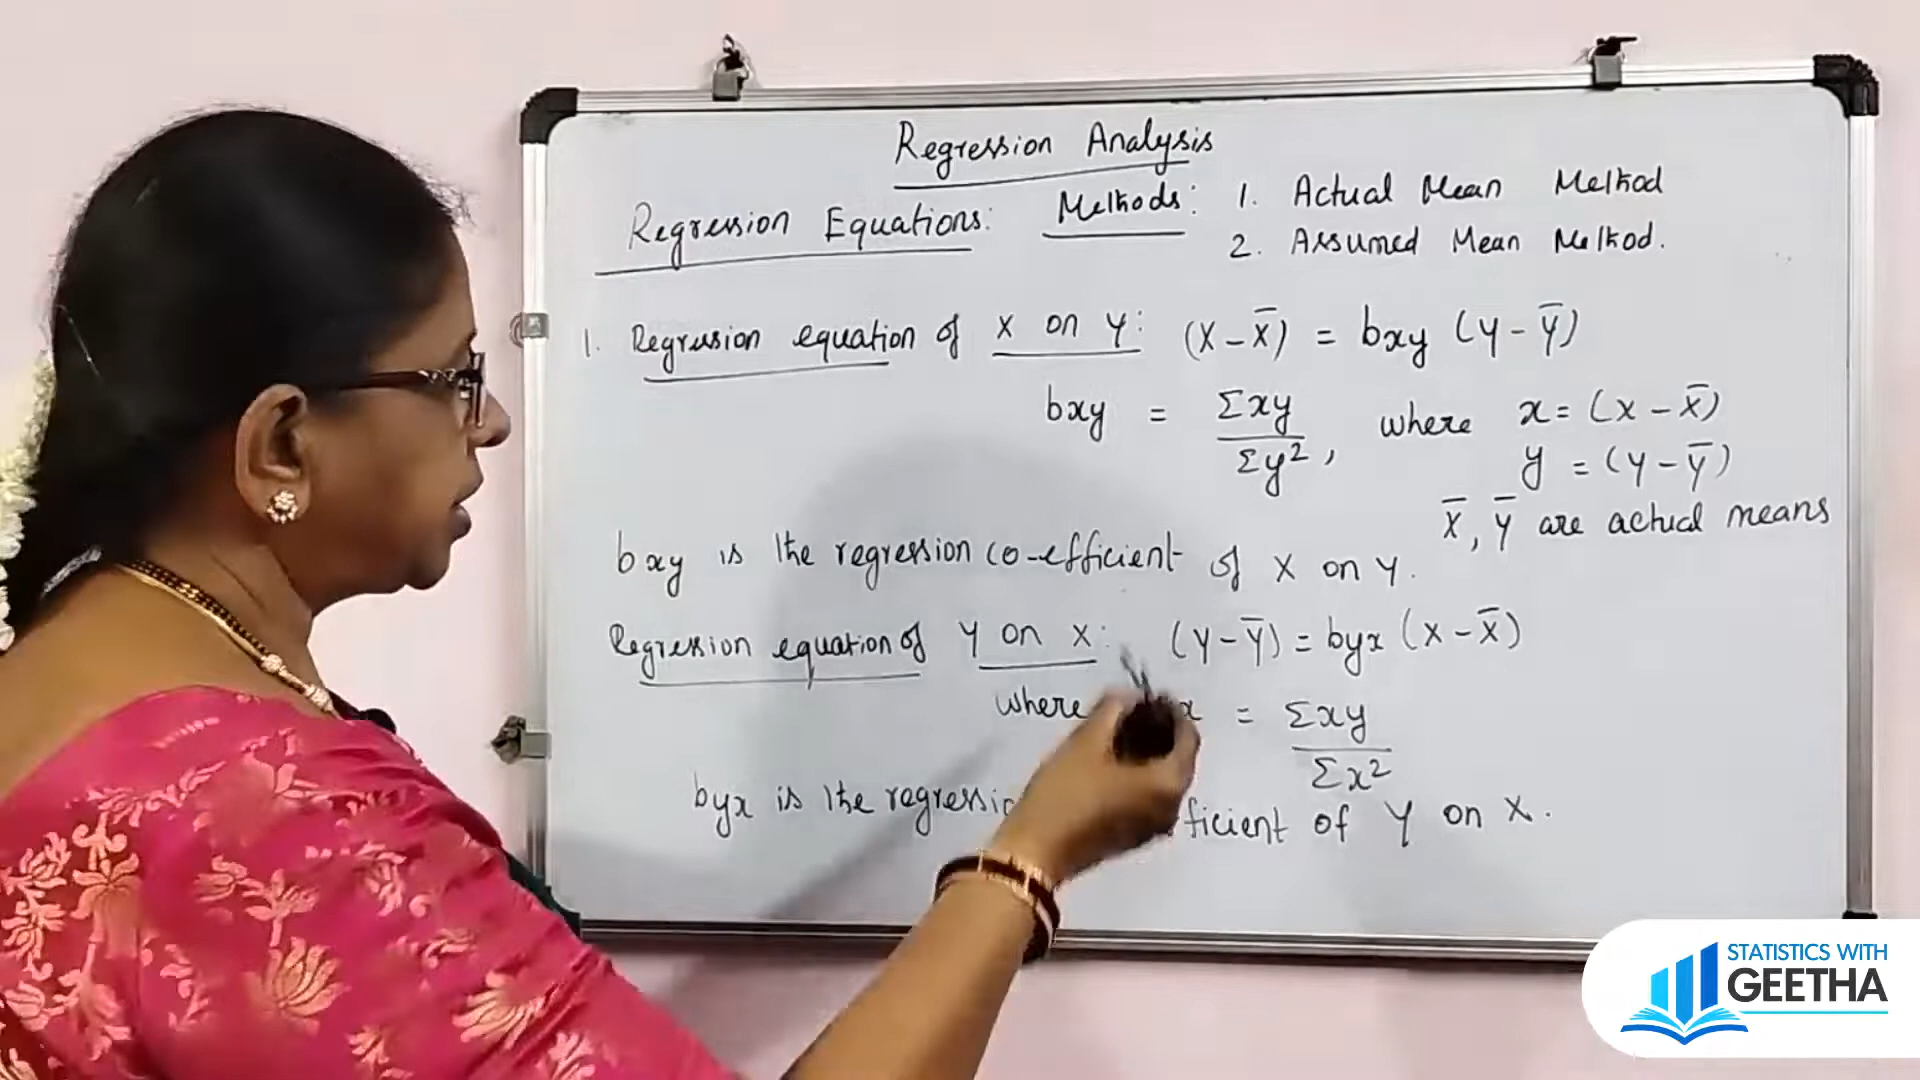 Regression Analysis
Regression Equations: Methods: 1. Actual Mean Method
2. Assumed Mean Method.
1. Regression equation of X on Y: (X - X̅) = bxy (Y - Y̅)
bxy = Σxy / Σy², where x = (X - X̅)
y = (Y - Y̅)
X̅, Y̅ are actual means
bxy is the regression co-efficient of X on Y.
Regression equation of Y on X: (Y - Y̅) = byx (X - X̅)
where x = Σxy / Σx²
byx is the regressi ficient of Y on X.
STATISTICS WITH
GEETHA